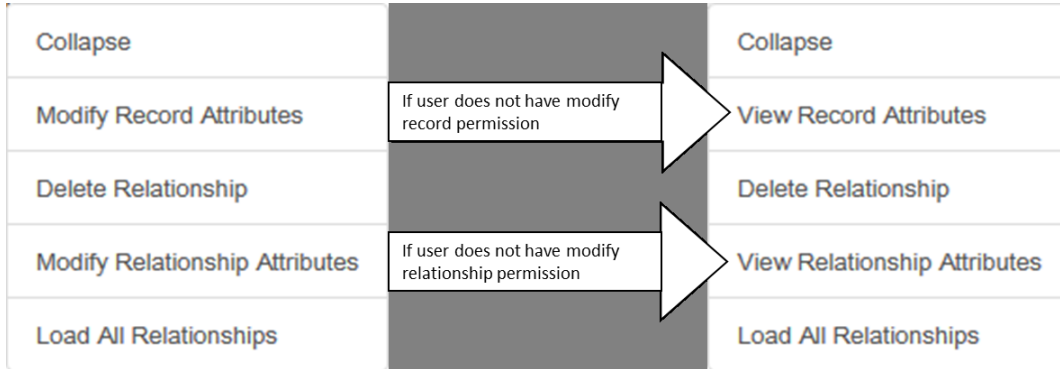 Collapse
Modify Record Attributes
Delete Relationship
Modify Relationship Attributes
Load All Relationships
If user does not have modify
record permission
If user does not have modify
relationship permission
Collapse
View Record Attributes
Delete Relationship
View Relationship Attributes
Load All Relationships